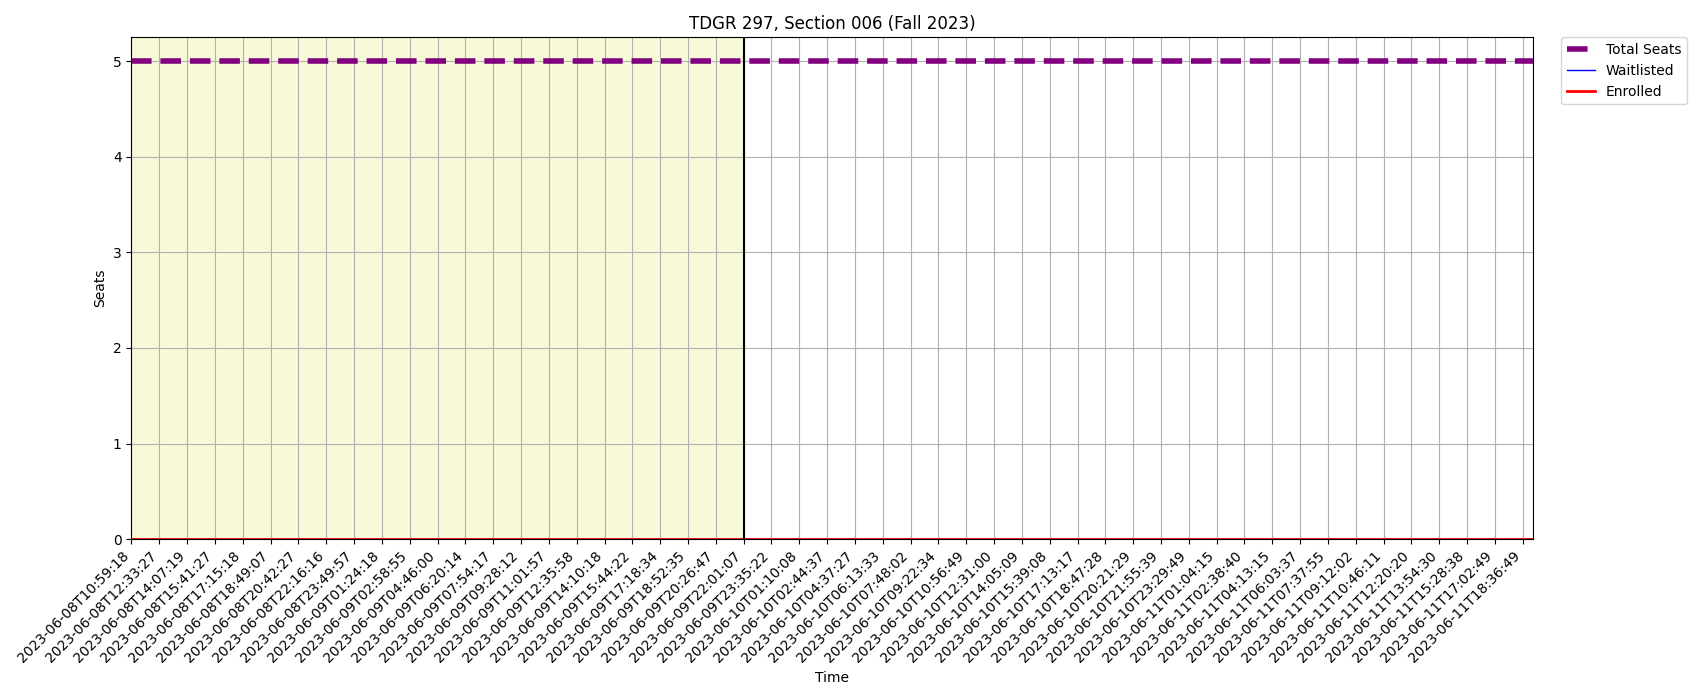 TDGR 297, Section 006 (Fall 2023)
Total Seats
Waitlisted
Enrolled
Seats
5
4
3
2
1
0
2023-06-08T10:59:18
2023-06-08T12:33:27
2023-06-08T14:07:19
2023-06-08T15:41:27
2023-06-08T17:15:18
2023-06-08T18:49:07
2023-06-08T20:42:27
2023-06-08T22:16:16
2023-06-08T23:49:57
2023-06-09T01:24:18
2023-06-09T02:58:55
2023-06-09T04:46:00
2023-06-09T06:20:14
2023-06-09T07:54:17
2023-06-09T09:28:12
2023-06-09T11:01:57
2023-06-09T12:35:58
2023-06-09T14:10:18
2023-06-09T15:44:22
2023-06-09T17:18:34
2023-06-09T18:52:35
2023-06-09T20:26:47
2023-06-09T22:01:07
2023-06-09T23:35:22
2023-06-10T01:10:08
2023-06-10T02:44:37
2023-06-10T04:37:27
2023-06-10T06:13:33
2023-06-10T07:48:02
2023-06-10T09:22:34
2023-06-10T10:56:49
2023-06-10T12:31:00
2023-06-10T14:05:09
2023-06-10T15:39:08
2023-06-10T17:13:17
2023-06-10T18:47:28
2023-06-10T20:21:29
2023-06-10T21:55:39
2023-06-10T23:29:49
2023-06-11T01:04:15
2023-06-11T02:38:40
2023-06-11T04:13:15
2023-06-11T06:03:37
2023-06-11T07:37:55
2023-06-11T09:12:02
2023-06-11T10:46:11
2023-06-11T12:20:20
2023-06-11T13:54:30
2023-06-11T15:28:38
2023-06-11T17:02:49
2023-06-11T18:36:49
Time